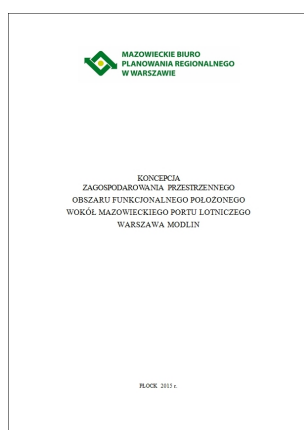 MAZOWIECKIE BIURO
PLANOWANIA REGIONALNEGO
W WARSZAWIE
KONCEPCJA
ZAGOSPODAROWANIA PRZESTRZENNEGO
OBSZARU FUNKCJONALNEGO POŁOŻONEGO
WOKÓŁ MAZOWIECKIEGO PORTU LOTNICZEGO
WARSZAWA MODLIN
PŁOCK 2015 r.